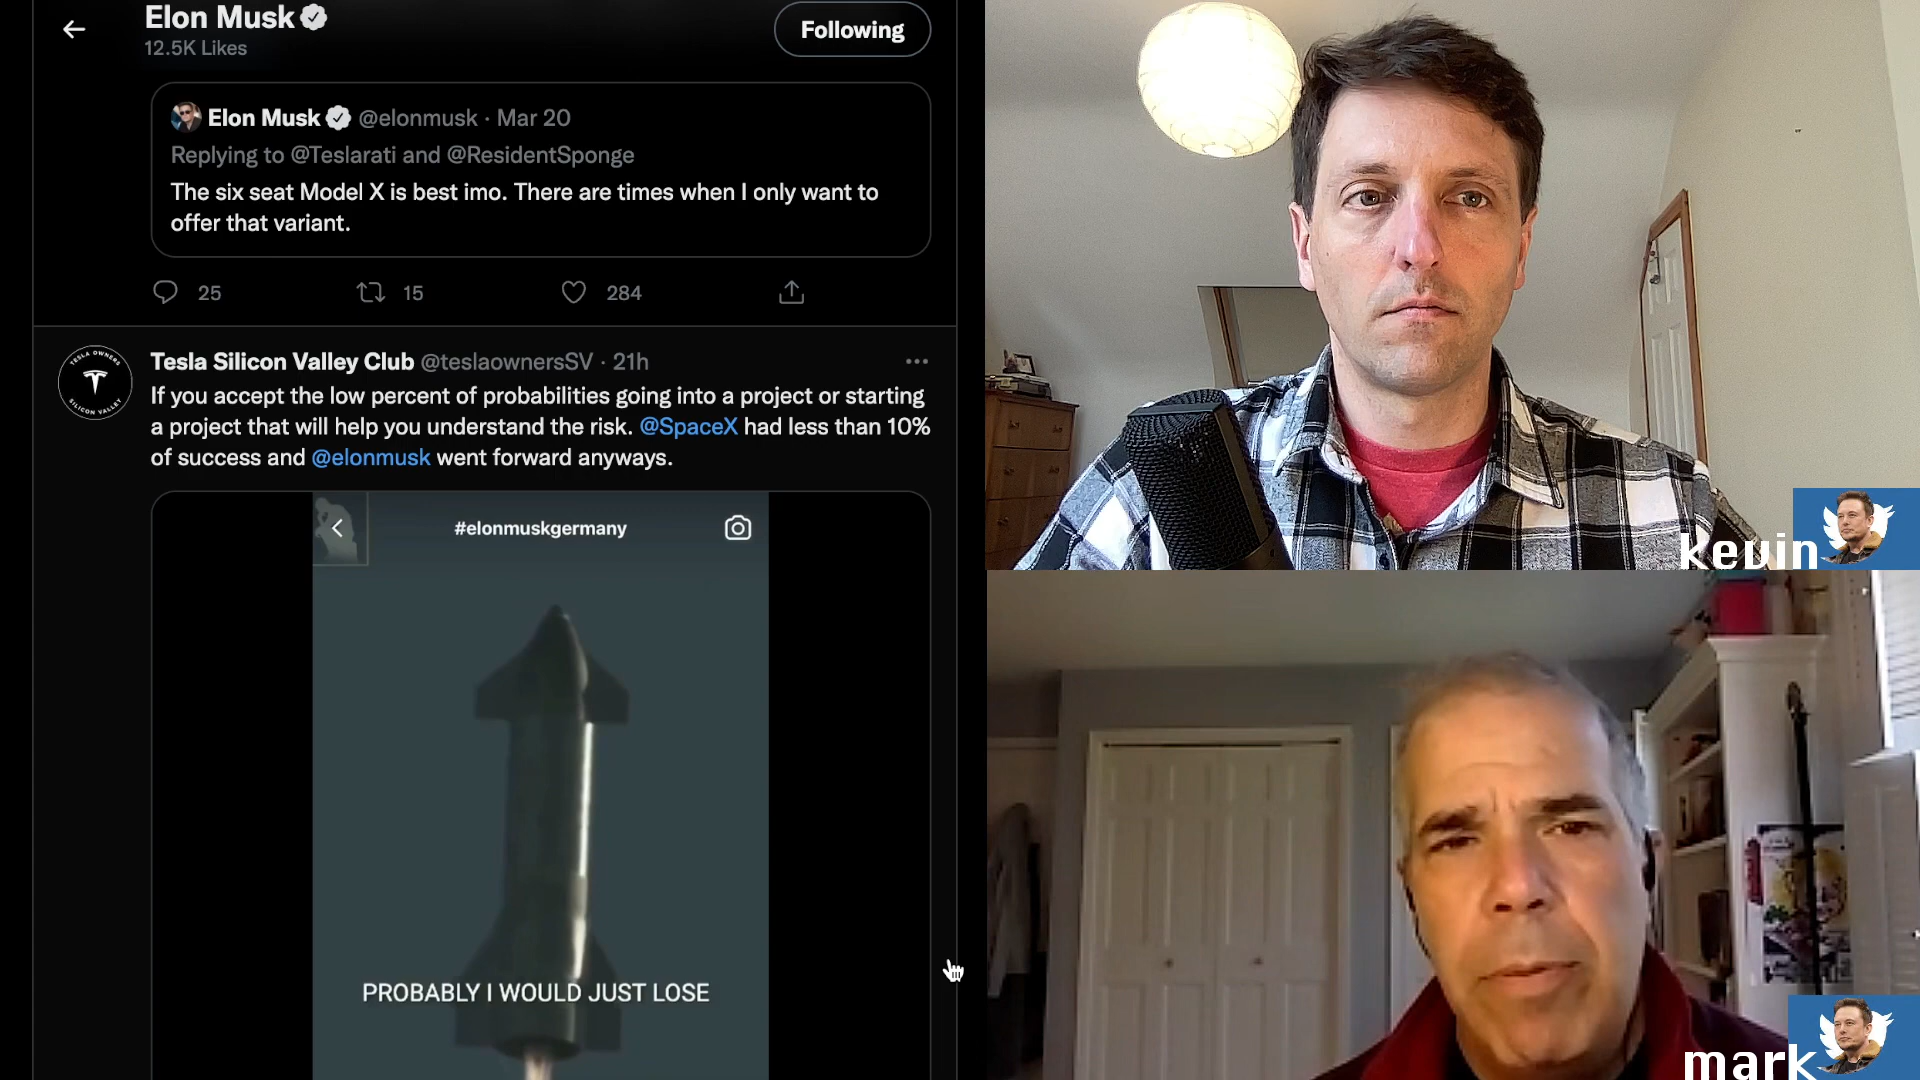 Elon Musk
12.5K Likes
Following
Elon Musk @elonmusk · Mar 20
Replying to @Teslarati and @ResidentSponge
The six seat Model X is best imo. There are times when I only want to
offer that variant.
25
15
284
Tesla Silicon Valley Club @teslaownersSV · 21h
If you accept the low percent of probabilities going into a project or starting
a project that will help you understand the risk. @SpaceX had less than 10%
of success and @elonmusk went forward anyways.
TESLA OWNERS
SILICON VALLEY
#elonmuskgermany
PROBABLY I WOULD JUST LOSE
kevin
mark